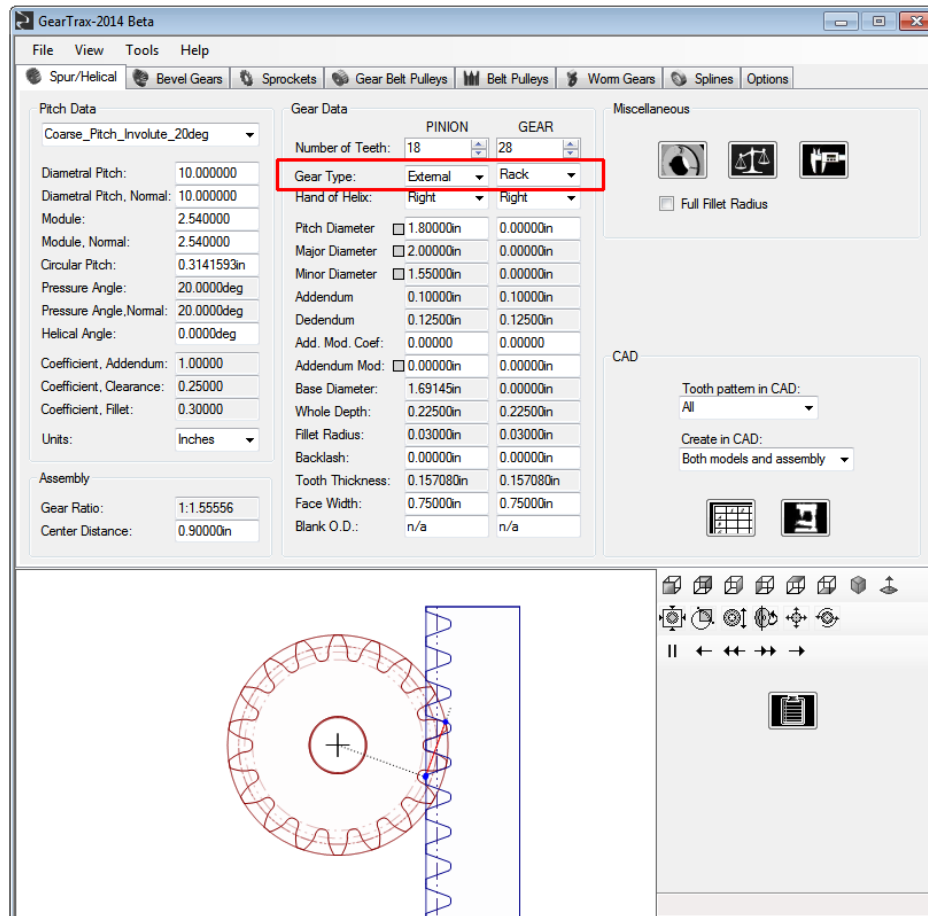 GearTrax-2014 Beta
File View Tools Help
Spur/Helical Bevel Gears Sprockets Gear Belt Pulleys Belt Pulleys Worm Gears Splines Options
Pitch Data
Coarse_Pitch_Involute_20deg
Diametral Pitch: 10.000000
Diametral Pitch, Normal: 10.000000
Module: 2.540000
Module, Normal: 2.540000
Circular Pitch: 0.3141593in
Pressure Angle: 20.0000deg
Pressure Angle,Normal: 20.0000deg
Helical Angle: 0.0000deg
Coefficient, Addendum: 1.00000
Coefficient, Clearance: 0.25000
Coefficient, Fillet: 0.30000
Units: Inches
Assembly
Gear Ratio: 1:1.55556
Center Distance: 0.90000in
Gear Data
PINION GEAR
Number of Teeth: 18 28
Gear Type: External Rack
Hand of Helix: Right Right
Pitch Diameter 1.80000in 0.00000in
Major Diameter 2.00000in 0.00000in
Minor Diameter 1.55000in 0.00000in
Addendum 0.10000in 0.10000in
Dedendum 0.12500in 0.12500in
Add. Mod. Coef: 0.00000 0.00000
Addendum Mod: 0.00000in 0.00000in
Base Diameter: 1.69145in 0.00000in
Whole Depth: 0.22500in 0.22500in
Fillet Radius: 0.03000in 0.03000in
Backlash: 0.00000in 0.00000in
Tooth Thickness: 0.157080in 0.157080in
Face Width: 0.75000in 0.75000in
Blank O.D.: n/a n/a
Miscellaneous
Full Fillet Radius
CAD
Tooth pattern in CAD:
All
Create in CAD:
Both models and assembly